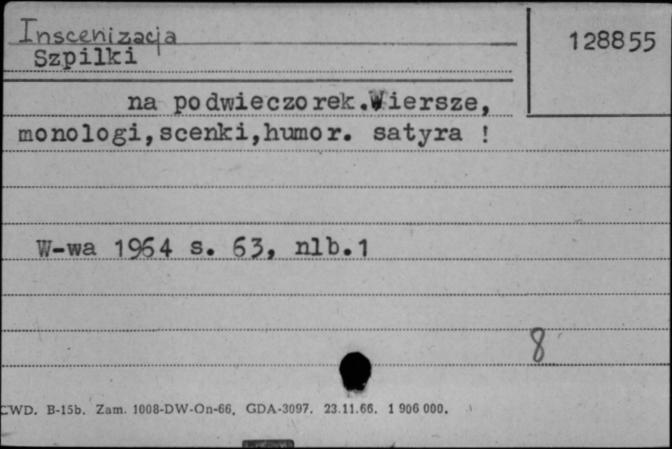 Inscenizacja
128855
Szpilki
na podwieczorek.Wiersze,
monologi,scenki,humor. satyra !
W-wa 1964 s. 63, nlb.1
8
CWD. B-15b. Zam. 1008-DW-On-66. GDA-3097. 23.11.66. 1 906 000.